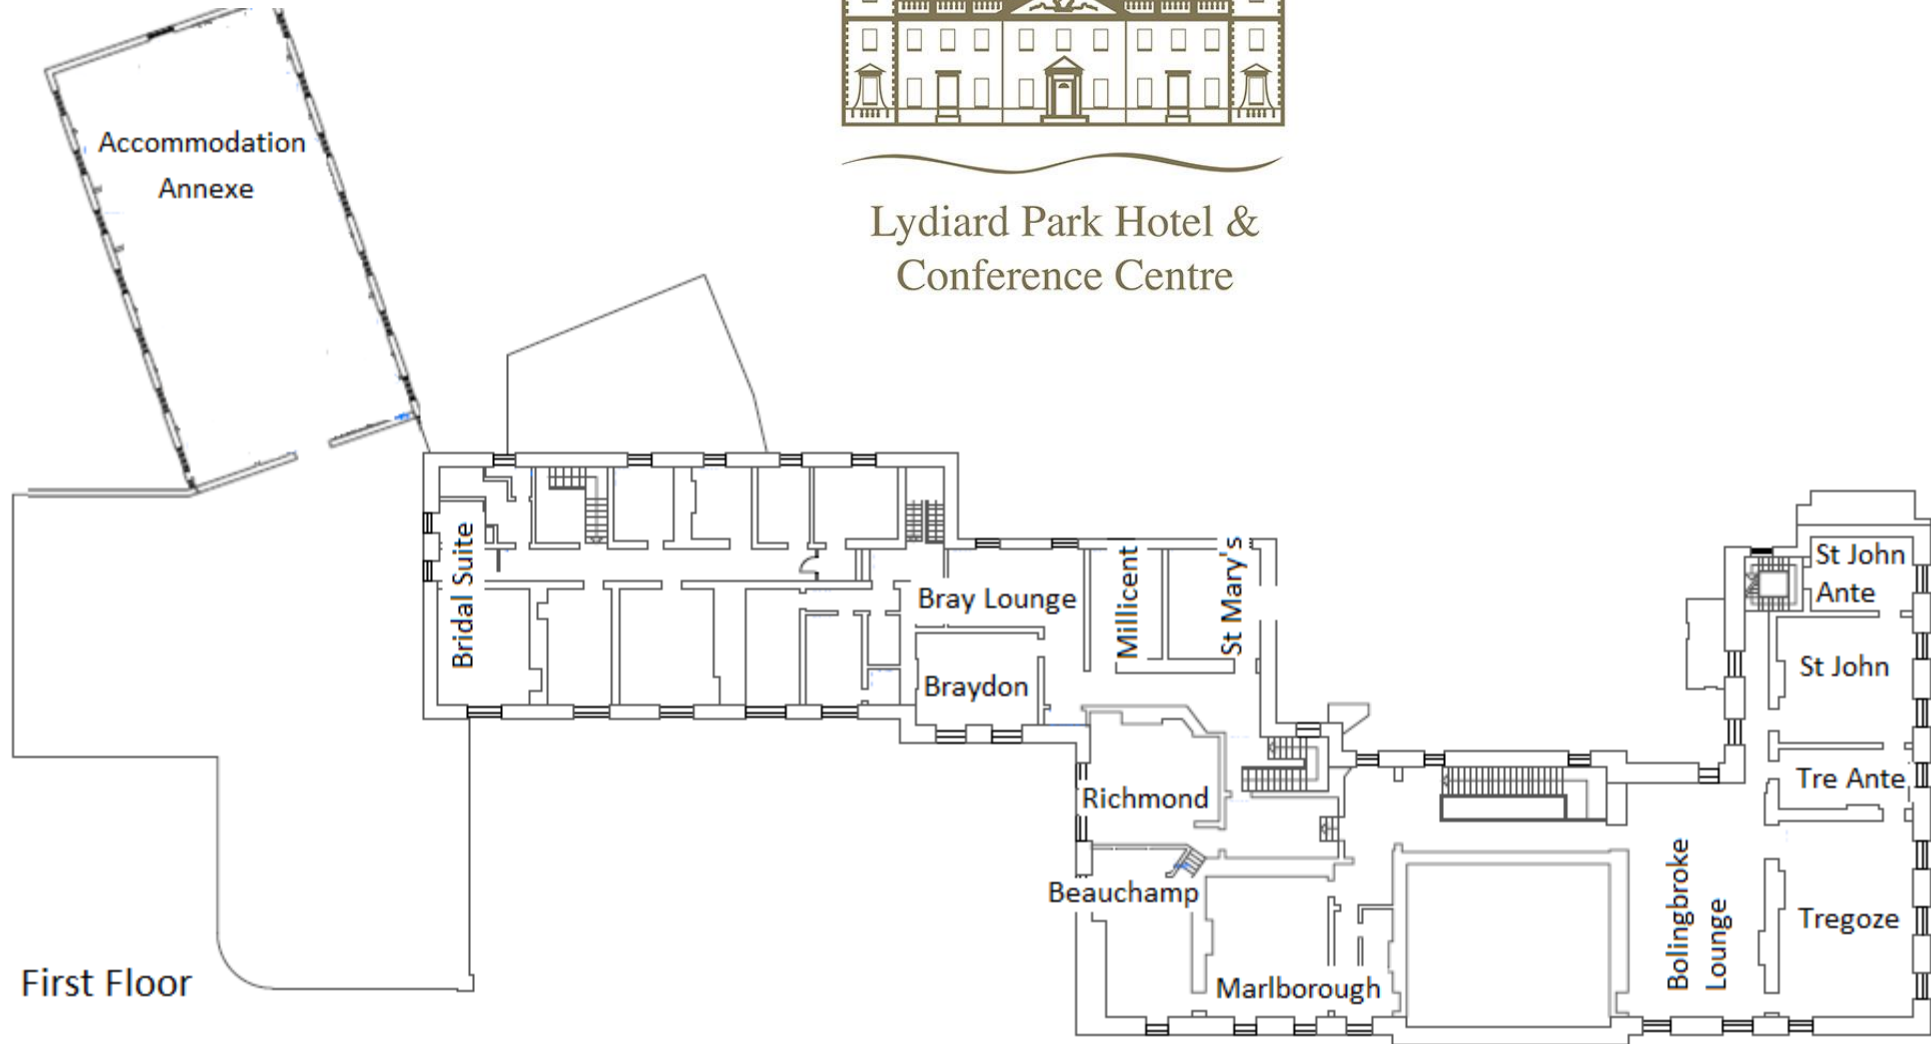 Lydiard Park Hotel &
Conference Centre
Accommodation
Annexe
Bridal Suite
Bray Lounge
Braydon
Millicent
St Mary's
Richmond
Beauchamp
Marlborough
Bolingbroke
Lounge
St John
Ante
St John
Tre Ante
Tregoze
First Floor